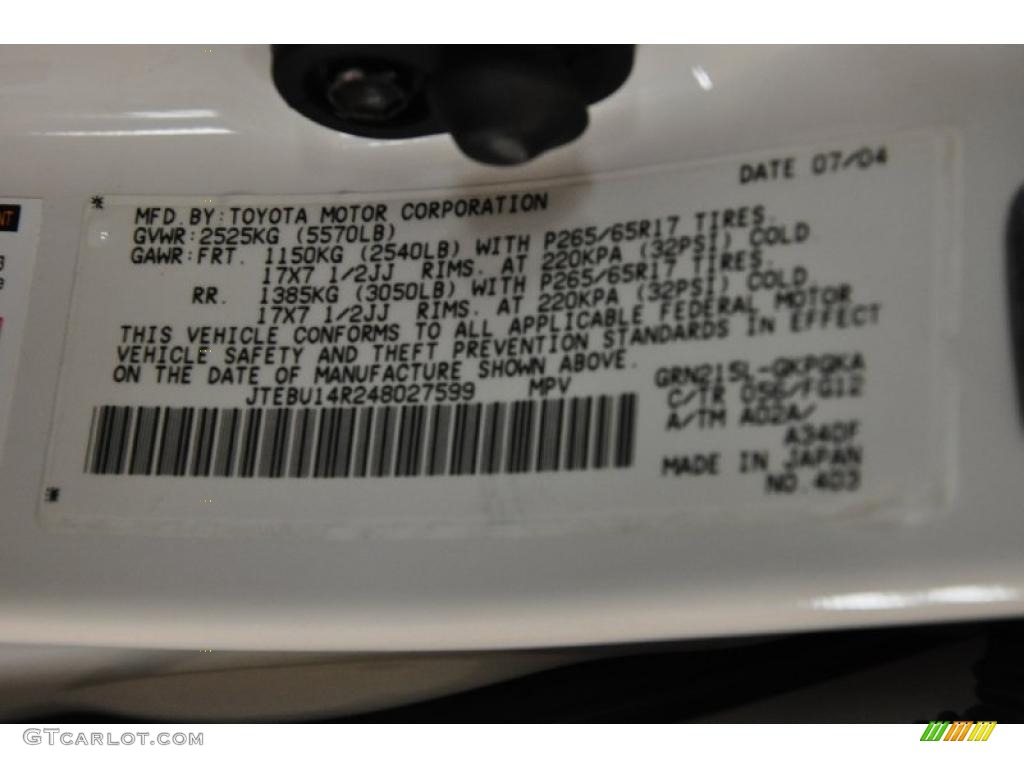 DATE 07/04
MFD.BY:TOYOTA MOTOR CORPORATION
GVWR:2525KG (5570LB)
GAWR:FRT. 1150KG (2540LB) WITH P265/65R17 TIRES.
17X7 1/2JJ RIMS. AT 220KPA (32PSI) COLD
RR. 1385KG (3050LB) WITH P265/65R17 TIRES.
17X7 1/2JJ RIMS. AT 220KPA (32PSI) COLD
THIS VEHICLE CONFORMS TO ALL APPLICABLE FEDERAL MOTOR
VEHICLE SAFETY AND THEFT PREVENTION STANDARDS IN EFFECT
ON THE DATE OF MANUFACTURE SHOWN ABOVE.
JTEBU14R248027599 MPV
GRN215L-GKPGKA
C/TR 056/FG12
A/TM A02A/
A340F
MADE IN JAPAN
NO.403
NT
GTCARLOT.COM